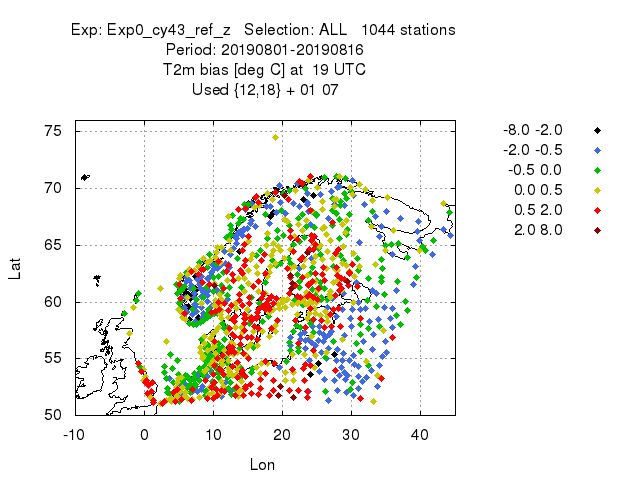 Exp: Exp0_cy43_ref_z Selection: ALL 1044 stations
Period: 20190801-20190816
T2m bias [deg C] at 19 UTC
Used {12,18} + 01 07
-8.0 -2.0
-2.0 -0.5
-0.5 0.0
0.0 0.5
0.5 2.0
2.0 8.0
75
70
65
60
55
50
Lat
-10 0 10 20 30 40
Lon